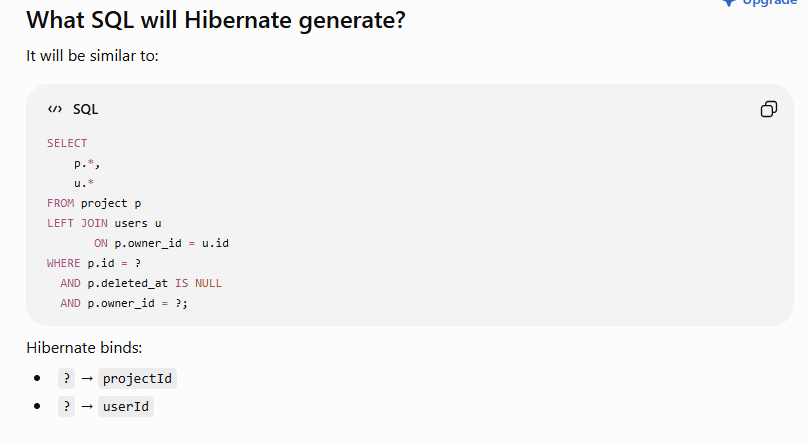 Upgrade
What SQL will Hibernate generate?
It will be similar to:
</> SQL
SELECT
    p.*,
    u.*
FROM project p
LEFT JOIN users u
       ON p.owner_id = u.id
WHERE p.id = ?
  AND p.deleted_at IS NULL
  AND p.owner_id = ?;
Hibernate binds:
• ? → projectId
• ? → userId